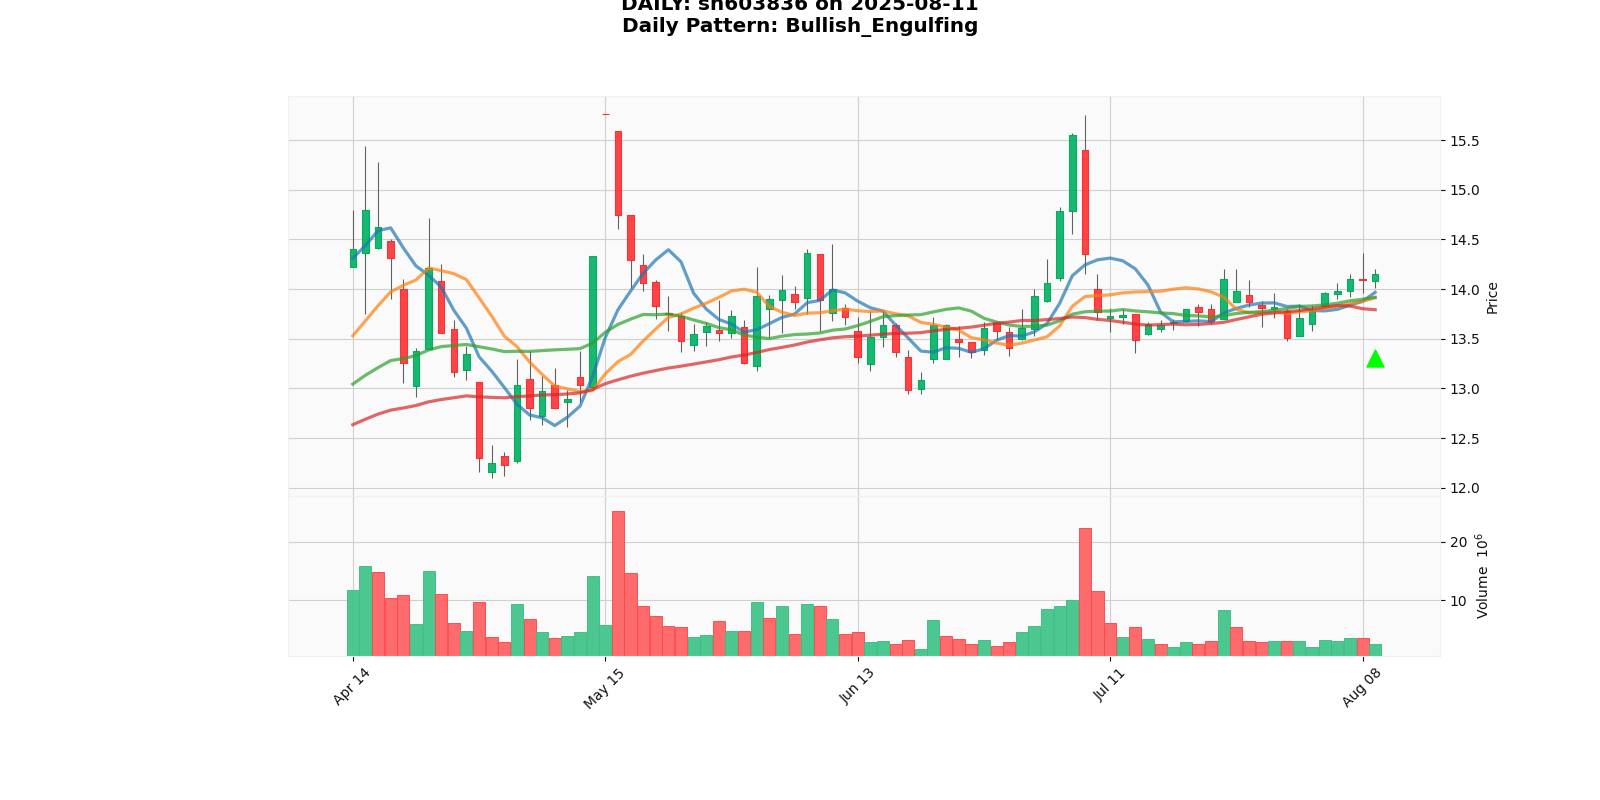 DAILY: sh603836 on 2025-08-11
Daily Pattern: Bullish_Engulfing
15.5
15.0
14.5
14.0
13.5
13.0
12.5
12.0
Price
20
10
Volume 10^6
Apr 14
May 15
Jun 13
Jul 11
Aug 08